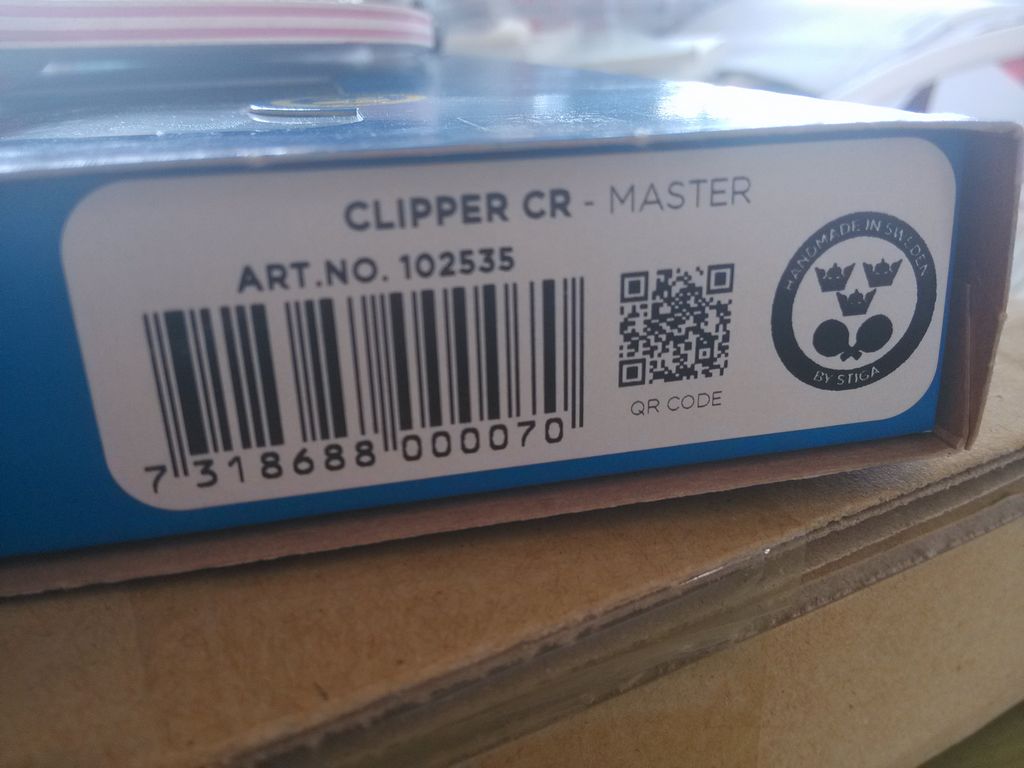 CLIPPER CR - MASTER
ART.NO. 102535
7 318688 000070
QR CODE
HANDMADE IN SWEDEN
BY STIGA